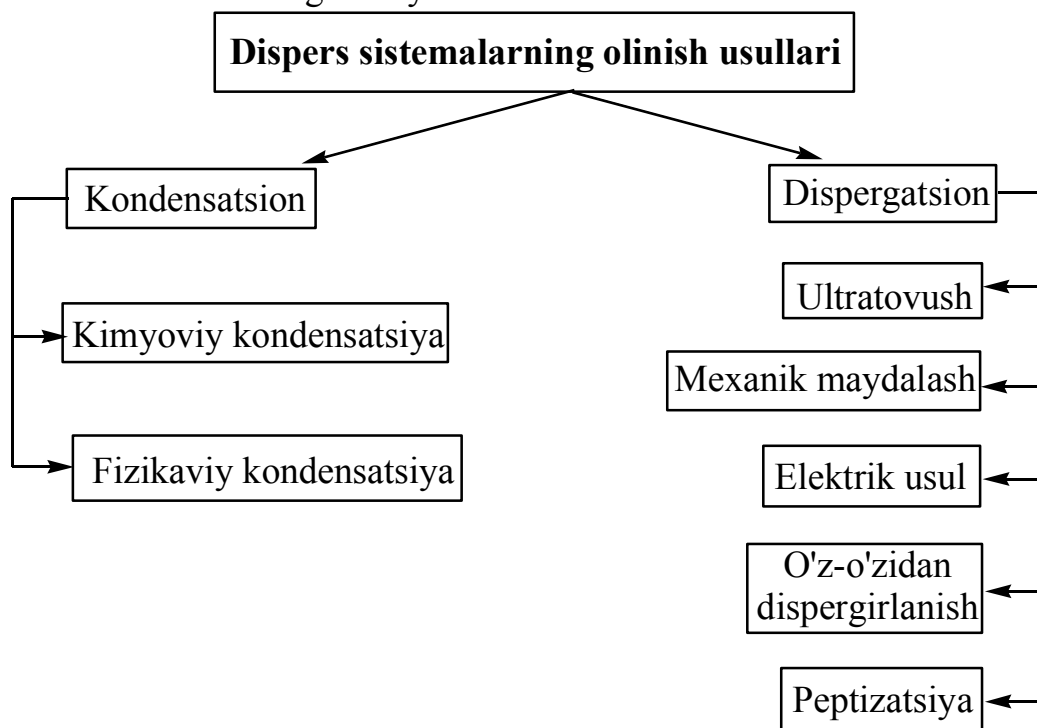 Dispers sistemalarning olinish usullari
Kondensatsion
Dispergatsion
Kimyoviy kondensatsiya
Fizikaviy kondensatsiya
Ultratovush
Mexanik maydalash
Elektrik usul
O'z-o'zidan
dispergirlanish
Peptizatsiya